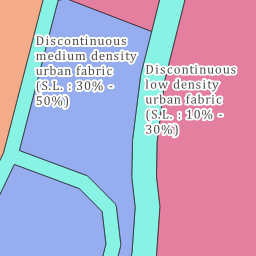 Discontinuous
medium density
urban fabric
(S.L. : 30% -
50%)
Discontinuous
low density
urban fabric
(S.L. : 10% -
30%)